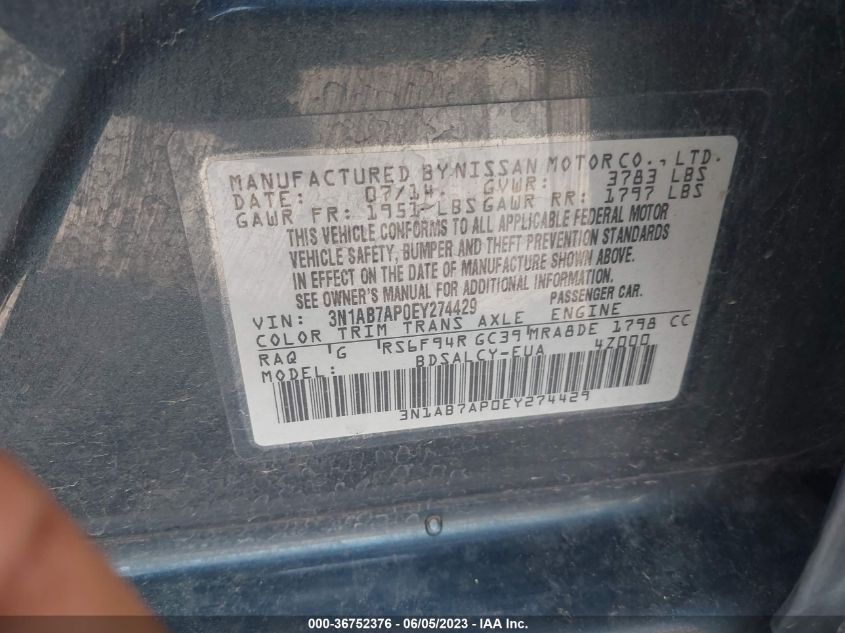 MANUFACTURED BY NISSAN MOTOR CO., LTD.
DATE: 07/14 GVWR: 3783 LBS
GAWR FR: 1951 LBS GAWR RR: 1797 LBS
THIS VEHICLE CONFORMS TO ALL APPLICABLE FEDERAL MOTOR
VEHICLE SAFETY, BUMPER AND THEFT PREVENTION STANDARDS
IN EFFECT ON THE DATE OF MANUFACTURE SHOWN ABOVE.
SEE OWNER'S MANUAL FOR ADDITIONAL INFORMATION.
VIN: 3N1AB7AP0EY274429 PASSENGER CAR.
COLOR TRIM TRANS AXLE ENGINE
RAQ G RS6F94R GC39 MRA8DE 1798 CC
MODEL: BDSALCY-EUA 4Z000
3N1AB7AP0EY274429
000-36752376 | 06/05/2023 - IAA, Inc.